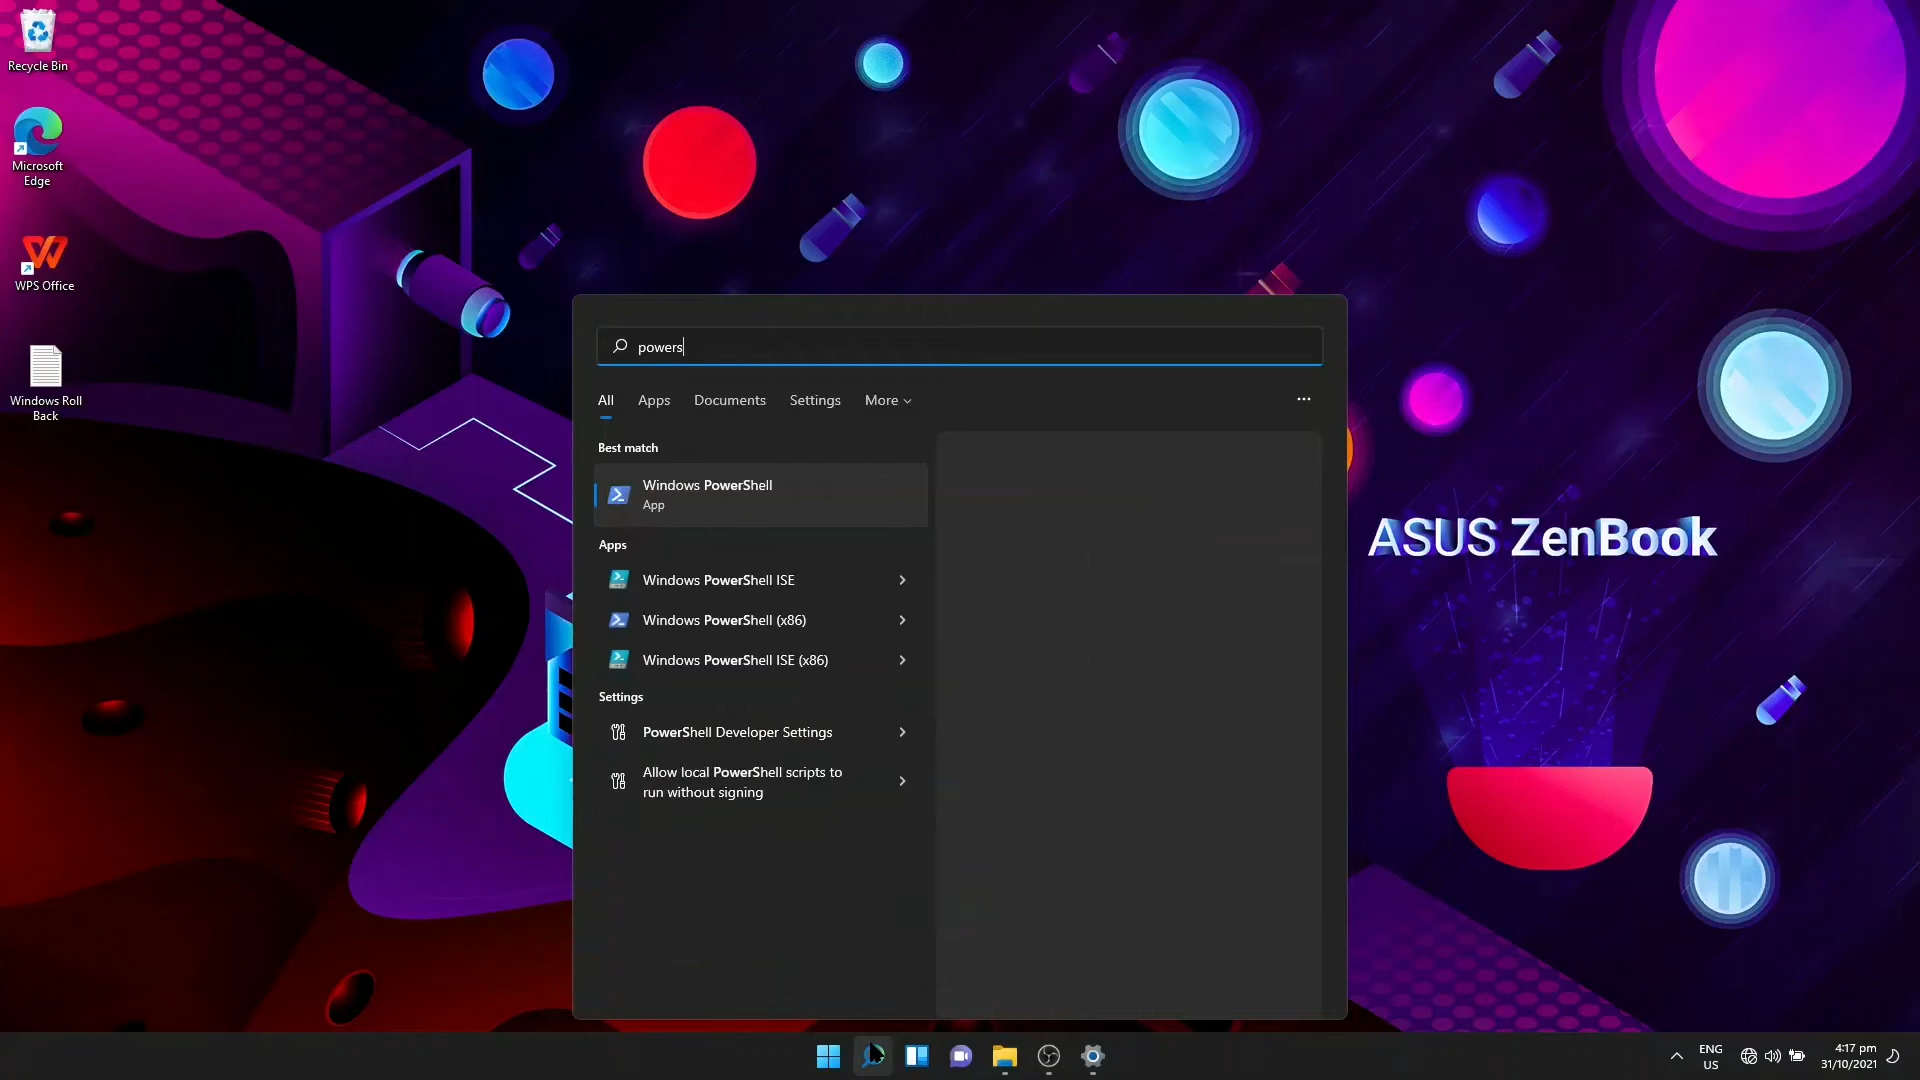 Recycle Bin
Microsoft
Edge
WPS Office
Windows Roll
Back
powers
All
Apps
Documents
Settings
More
Best match
Windows PowerShell
App
Apps
Windows PowerShell ISE
Windows PowerShell (x86)
Windows PowerShell ISE (x86)
Settings
PowerShell Developer Settings
Allow local PowerShell scripts to
run without signing
ASUS ZenBook
ENG
US
4:17 pm
31/10/2021